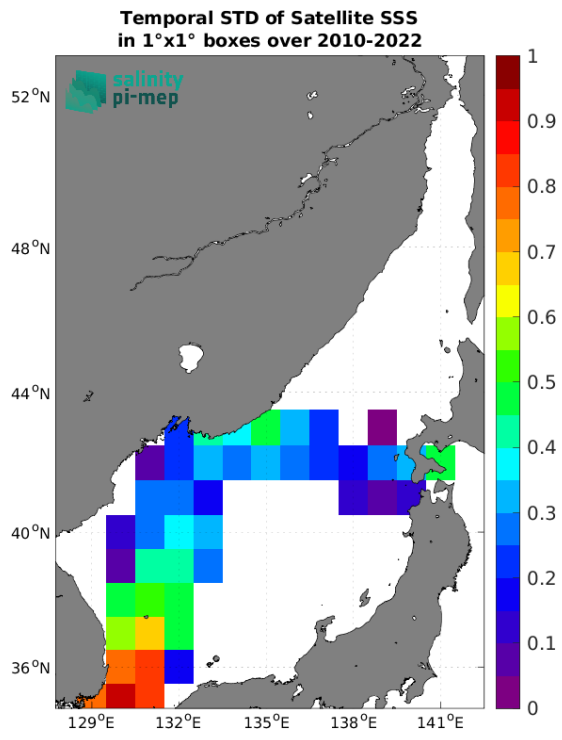 Temporal STD of Satellite SSS
in 1°x1° boxes over 2010-2022
salinity
pi-mep
52°N
48°N
44°N
40°N
36°N
129°E 132°E 135°E 138°E 141°E
1
0.9
0.8
0.7
0.6
0.5
0.4
0.3
0.2
0.1
0